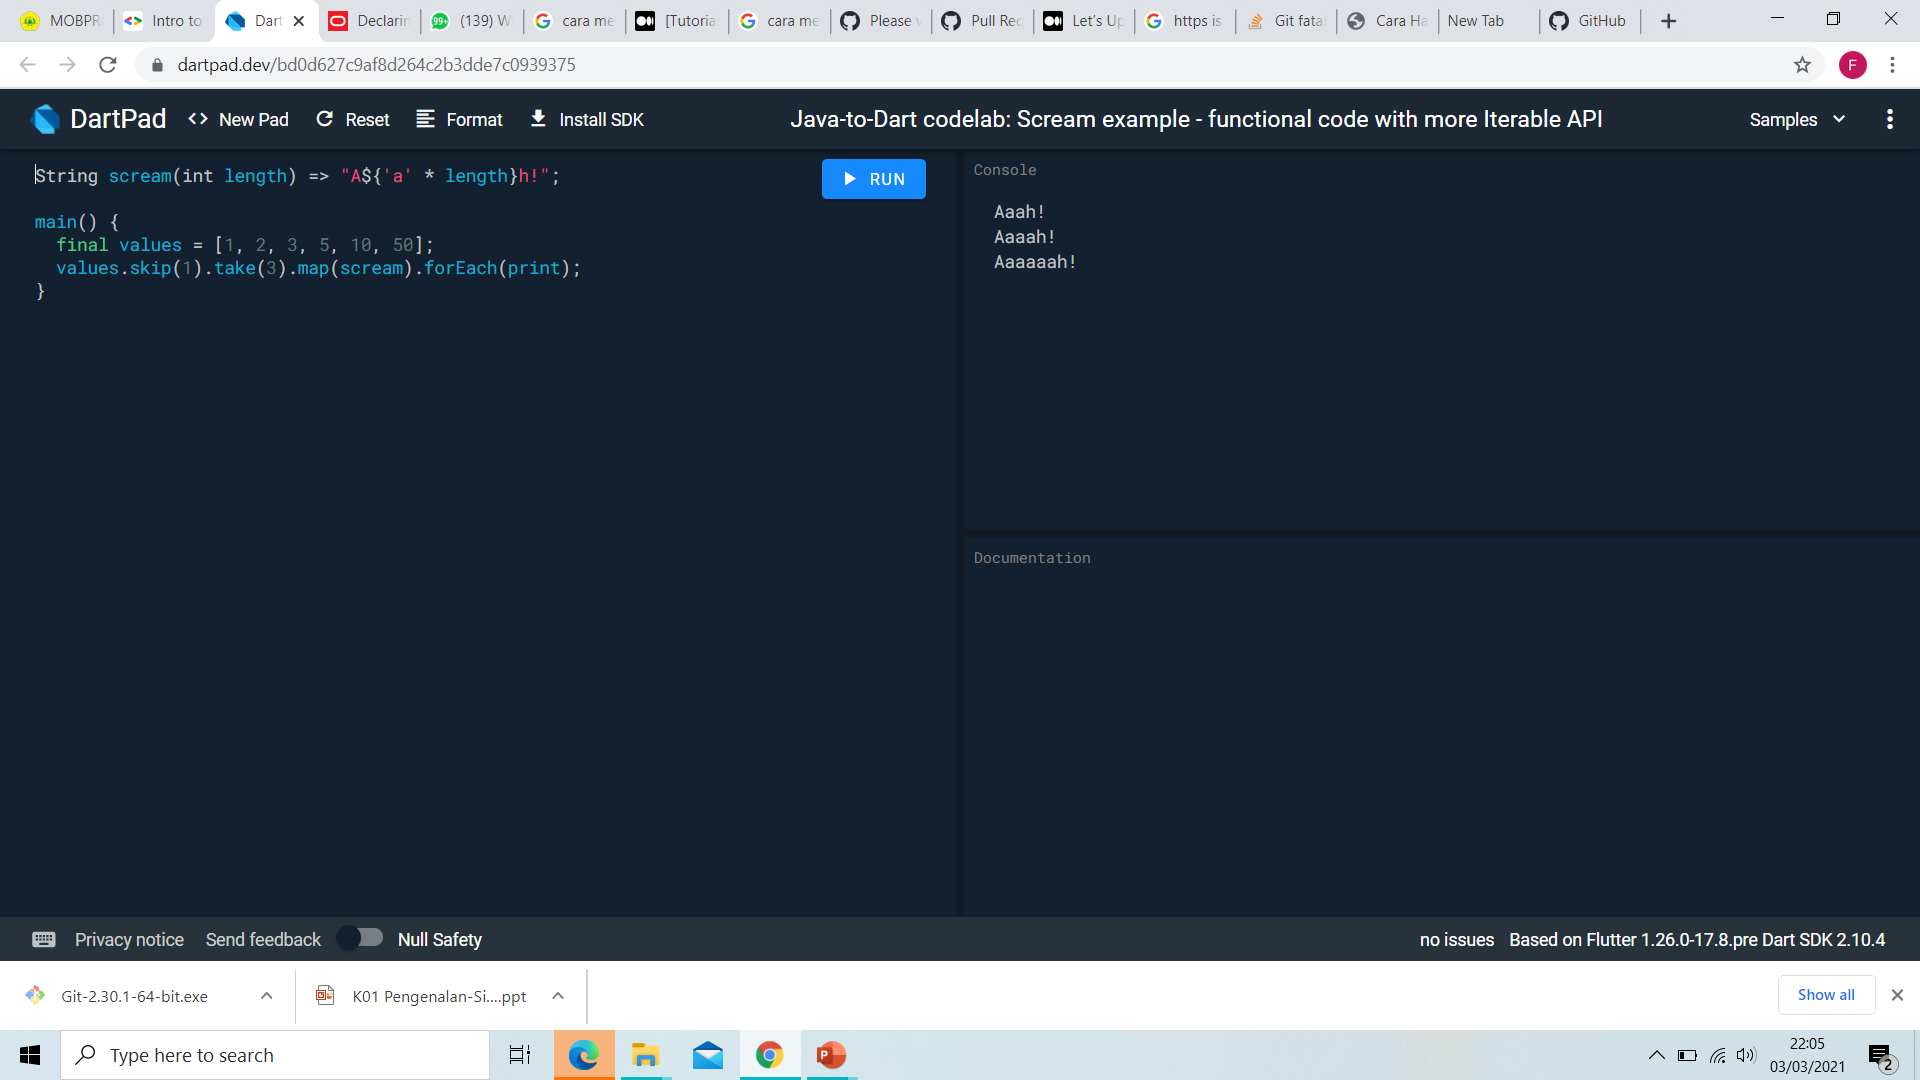 MOBPR
Intro to
Dart
Declarin
(139) W
cara me
[Tutoria
cara me
Please v
Pull Rec
Let's Up
https is
Git fatal
Cara Ha
New Tab
GitHub
dartpad.dev/bd0d627c9af8d264c2b3dde7c0939375
F
DartPad
New Pad
Reset
Format
Install SDK
Java-to-Dart codelab: Scream example - functional code with more Iterable API
Samples
String scream(int length) => "A${'a' * length}h!";
main() {
final values = [1, 2, 3, 5, 10, 50];
values.skip(1).take(3).map(scream).forEach(print);
}
RUN
Console
Aaah!
Aaaah!
Aaaaaah!
Documentation
Privacy notice
Send feedback
Null Safety
no issues
Based on Flutter 1.26.0-17.8.pre Dart SDK 2.10.4
Git-2.30.1-64-bit.exe
K01 Pengenalan-Si....ppt
Show all
Type here to search
22:05
03/03/2021
2